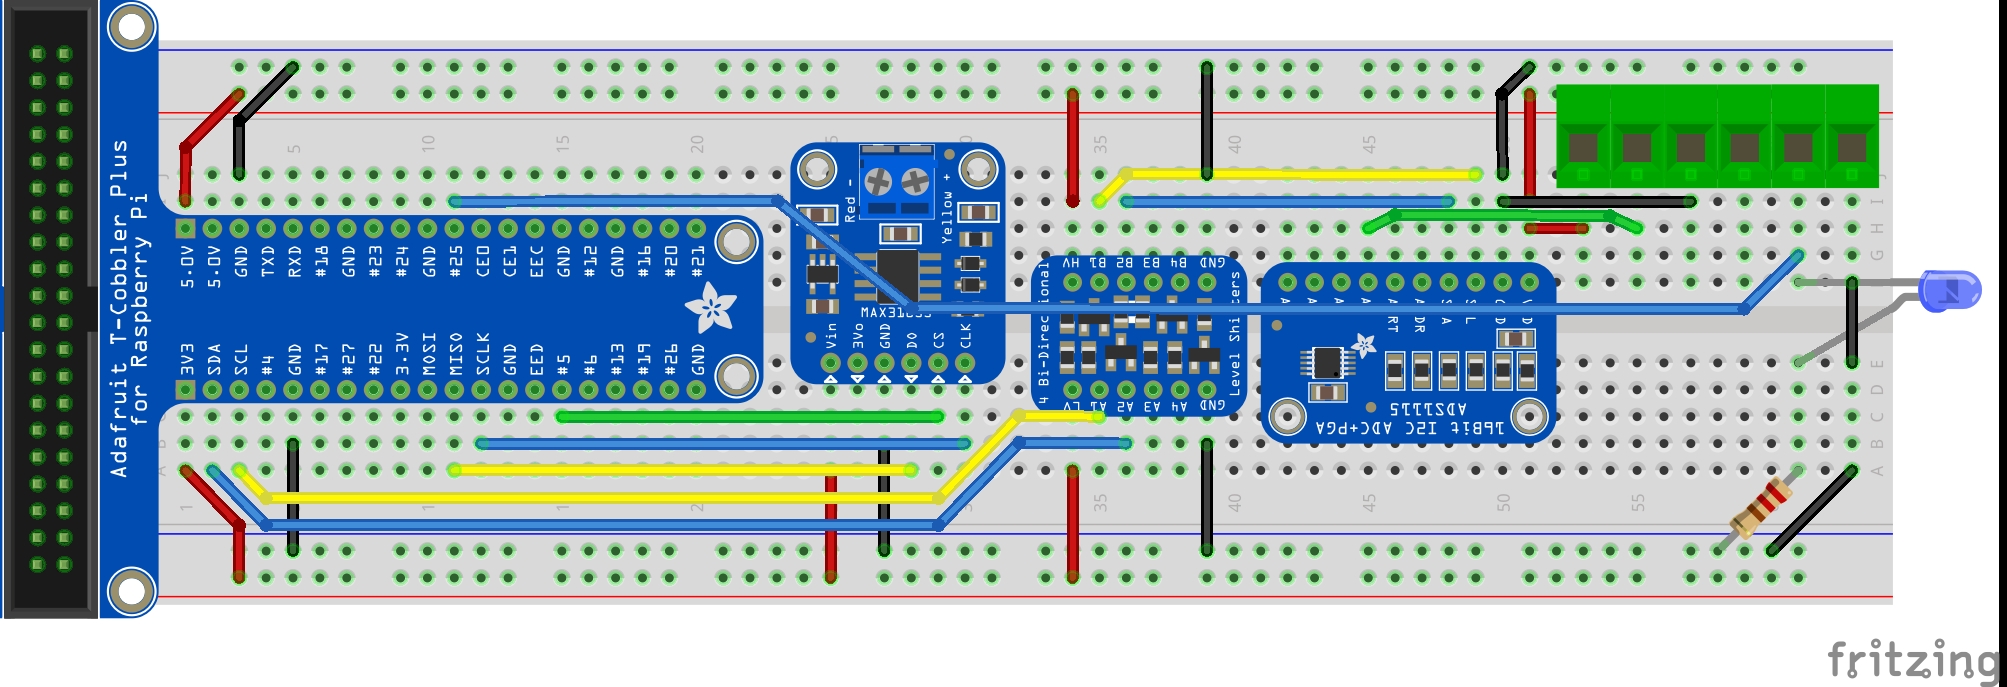 Adafruit T-Cobbler Plus
for Raspberry Pi
5.0V 5.0V GND TXD RXD #18 GND #23 #24 GND #25 CE0 CE1 EEC GND #12 GND #16 #20 #21
3V3 SDA SCL #4 GND #17 #27 #22 3.3V MOSI MISO SCLK GND EED #5 #6 #13 #19 #26 GND
5 10 15 20 35 40 45
1 35 40 45 50 55
J I H G
E D C B A
Red -
Yellow +
Vin 3Vo GND DO CS CLK
HV B1 B2 B3 B4 GND
4 Bi-Directional
Level Shifters
LV A1 A2 A3 A4 GND
ADS1115
16Bit I2C ADC+PGA
fritzing